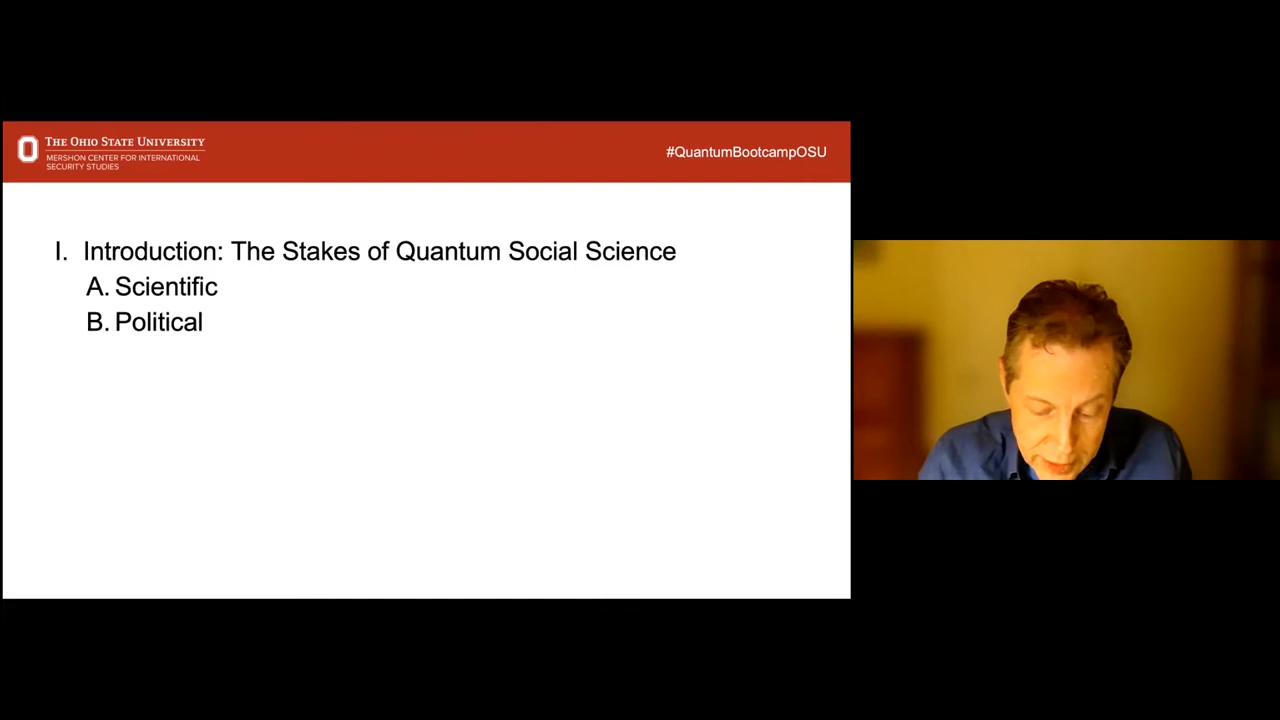 THE OHIO STATE UNIVERSITY
MERSHON CENTER FOR INTERNATIONAL
SECURITY STUDIES
#QuantumBootcampOSU
I. Introduction: The Stakes of Quantum Social Science
A. Scientific
B. Political